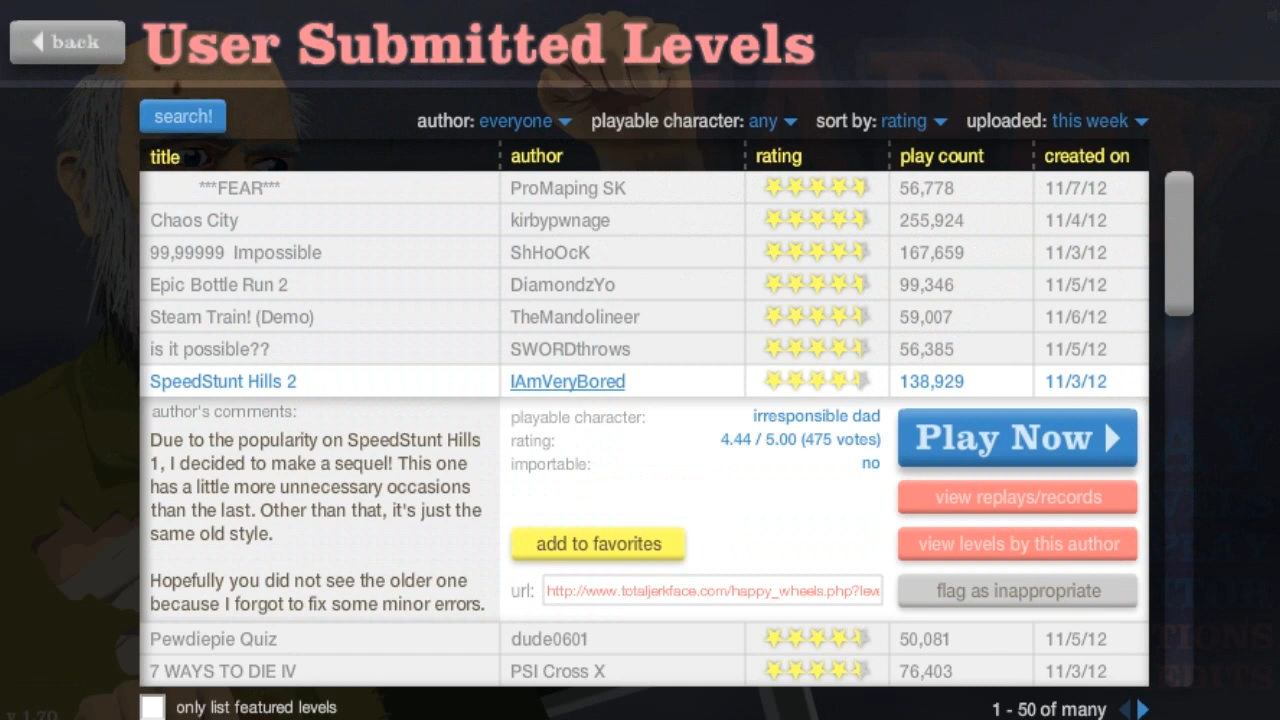 back
User Submitted Levels
search!
author: everyone playable character: any sort by: rating uploaded: this week
title author rating play count created on
***FEAR*** ProMaping SK 56,778 11/7/12
Chaos City kirbypwnage 255,924 11/4/12
99,99999 Impossible ShHoOcK 167,659 11/3/12
Epic Bottle Run 2 DiamondzYo 99,346 11/5/12
Steam Train! (Demo) TheMandolineer 59,007 11/6/12
is it possible?? SWORDthrows 56,385 11/5/12
SpeedStunt Hills 2 IAmVeryBored 138,929 11/3/12
author's comments:
Due to the popularity on SpeedStunt Hills
1, I decided to make a sequel! This one
has a little more unnecessary occasions
than the last. Other than that, it's just the
same old style.
Hopefully you did not see the older one
because I forgot to fix some minor errors.
playable character: irresponsible dad
rating: 4.44 / 5.00 (475 votes)
importable: no
add to favorites
url: http://www.totaljerkface.com/happy_wheels.php?leve
Play Now
view replays/records
view levels by this author
flag as inappropriate
Pewdiepie Quiz dude0601 50,081 11/5/12
7 WAYS TO DIE IV PSI Cross X 76,403 11/3/12
only list featured levels
1 - 50 of many
v 1.70